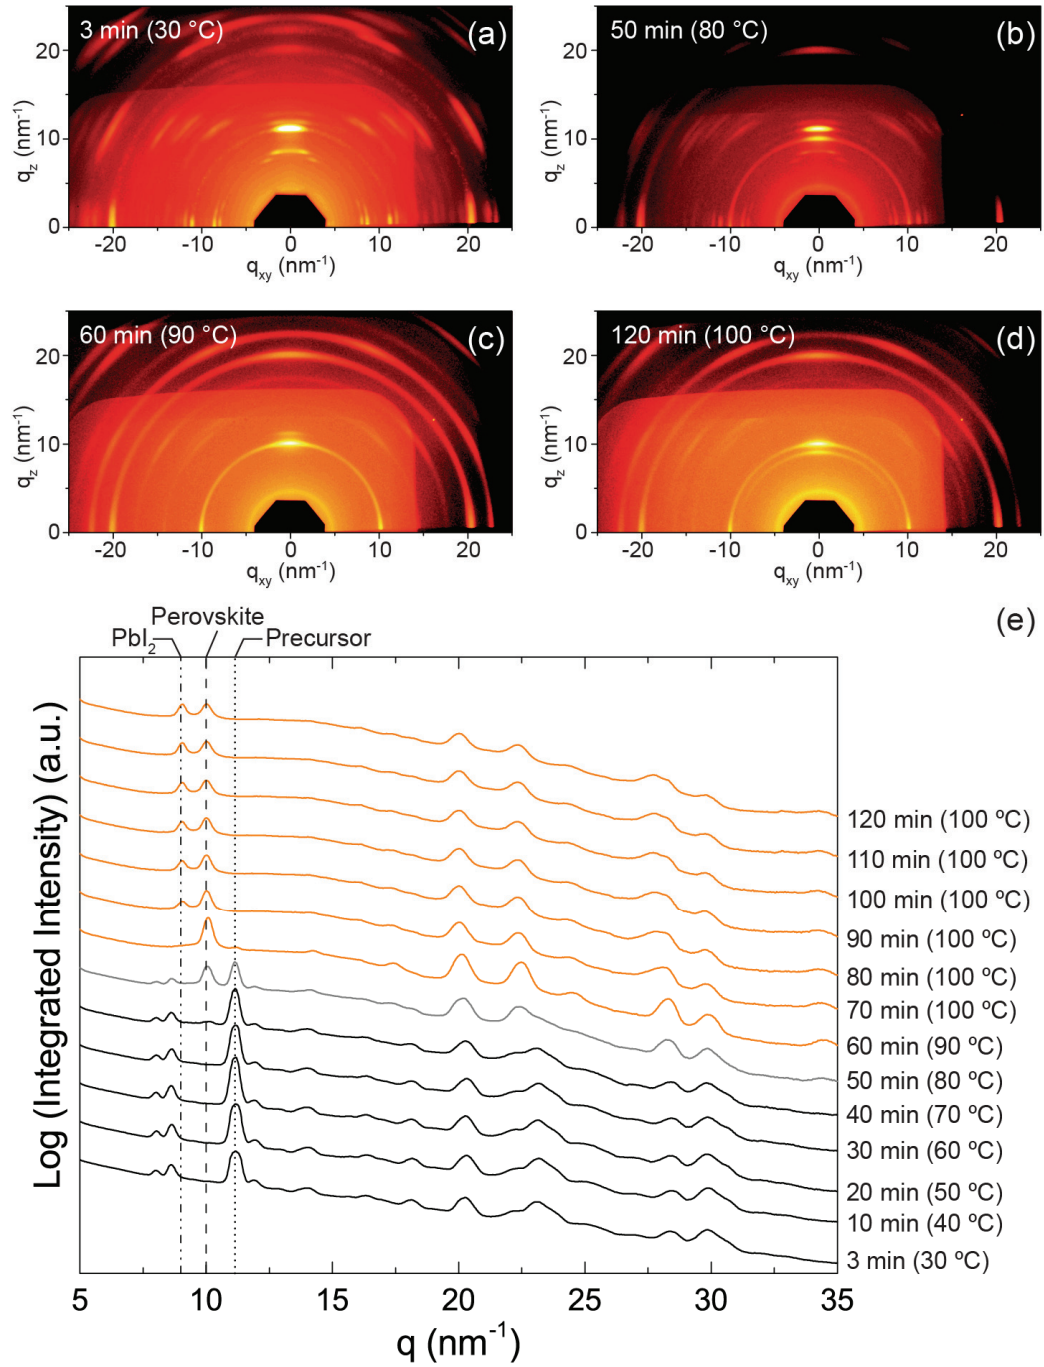 3 min (30 °C)
(a)
50 min (80 °C)
(b)
20
10
0
q_z (nm⁻¹)
-20 -10 0 10 20
q_xy (nm⁻¹)
20
10
0
q_z (nm⁻¹)
-20 -10 0 10 20
q_xy (nm⁻¹)
60 min (90 °C)
(c)
120 min (100 °C)
(d)
20
10
0
q_z (nm⁻¹)
-20 -10 0 10 20
q_xy (nm⁻¹)
20
10
0
q_z (nm⁻¹)
-20 -10 0 10 20
q_xy (nm⁻¹)
(e)
Perovskite
PbI₂
Precursor
Log (Integrated Intensity) (a.u.)
120 min (100 ºC)
110 min (100 ºC)
100 min (100 ºC)
90 min (100 ºC)
80 min (100 ºC)
70 min (100 ºC)
60 min (90 ºC)
50 min (80 ºC)
40 min (70 ºC)
30 min (60 ºC)
20 min (50 ºC)
10 min (40 ºC)
3 min (30 ºC)
5 10 15 20 25 30 35
q (nm⁻¹)